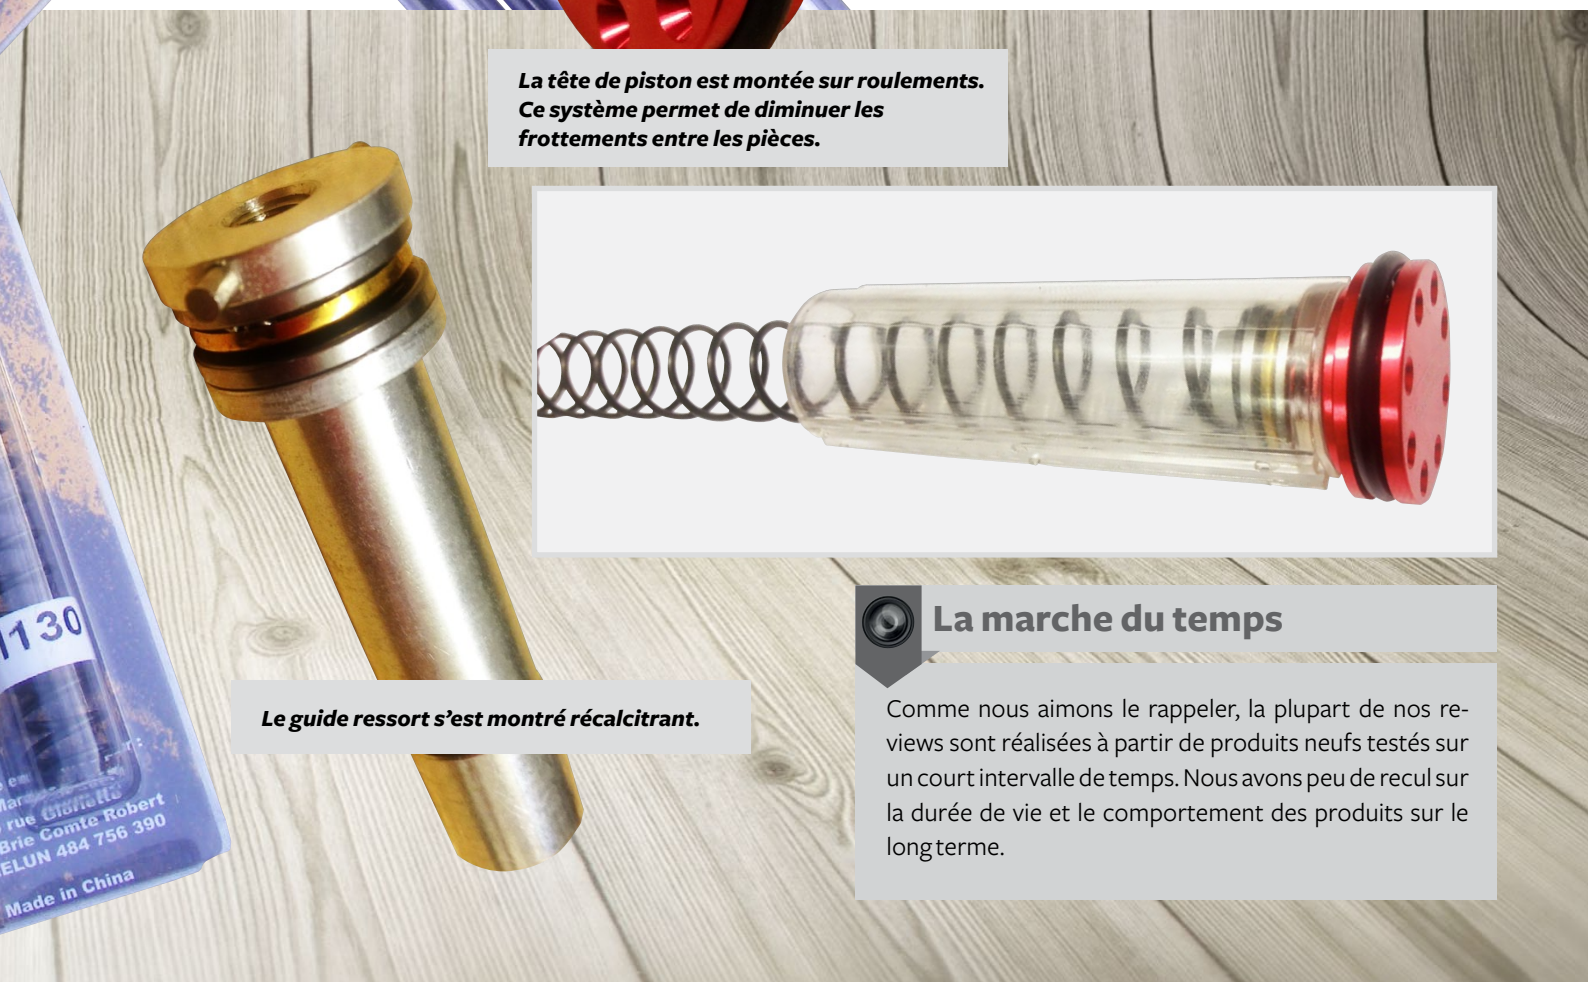 La tête de piston est montée sur roulements.
Ce système permet de diminuer les
frottements entre les pièces.
La marche du temps
Comme nous aimons le rappeler, la plupart de nos re-
views sont réalisées à partir de produits neufs testés sur
un court intervalle de temps. Nous avons peu de recul sur
la durée de vie et le comportement des produits sur le
long terme.
Le guide ressort s’est montré récalcitrant.
130
rue Gloriette
Brie Comte Robert
ELUN 484 756 390
Made in China